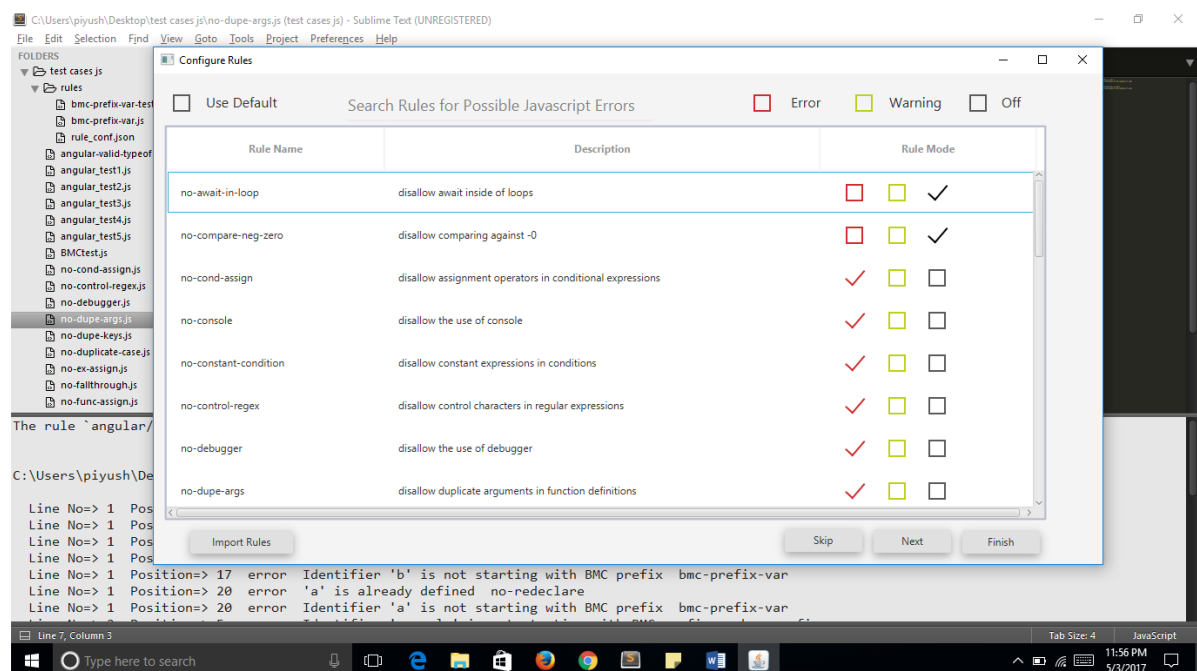 C:\Users\piyush\Desktop\test cases js\no-dupe-args.js (test cases js) - Sublime Text (UNREGISTERED)
File Edit Selection Find View Goto Tools Project Preferences Help
FOLDERS
test cases js
rules
bmc-prefix-var-test
bmc-prefix-var.js
rule_conf.json
angular-valid-typeof
angular_test1.js
angular_test2.js
angular_test3.js
angular_test4.js
angular_test5.js
BMCtest.js
no-cond-assign.js
no-control-regex.js
no-debugger.js
no-dupe-args.js
no-dupe-keys.js
no-duplicate-case.js
no-ex-assign.js
no-fallthrough.js
no-func-assign.js
Configure Rules
Use Default Search Rules for Possible Javascript Errors Error Warning Off
Rule Name Description Rule Mode
no-await-in-loop disallow await inside of loops
no-compare-neg-zero disallow comparing against -0
no-cond-assign disallow assignment operators in conditional expressions
no-console disallow the use of console
no-constant-condition disallow constant expressions in conditions
no-control-regex disallow control characters in regular expressions
no-debugger disallow the use of debugger
no-dupe-args disallow duplicate arguments in function definitions
Import Rules Skip Next Finish
The rule `angular/
C:\Users\piyush\De
Line No=> 1 Pos
Line No=> 1 Pos
Line No=> 1 Pos
Line No=> 1 Pos
Line No=> 1 Position=> 17 error Identifier 'b' is not starting with BMC prefix bmc-prefix-var
Line No=> 1 Position=> 20 error 'a' is already defined no-redeclare
Line No=> 1 Position=> 20 error Identifier 'a' is not starting with BMC prefix bmc-prefix-var
Line 7, Column 3 Tab Size: 4 JavaScript
Type here to search
11:56 PM
5/3/2017